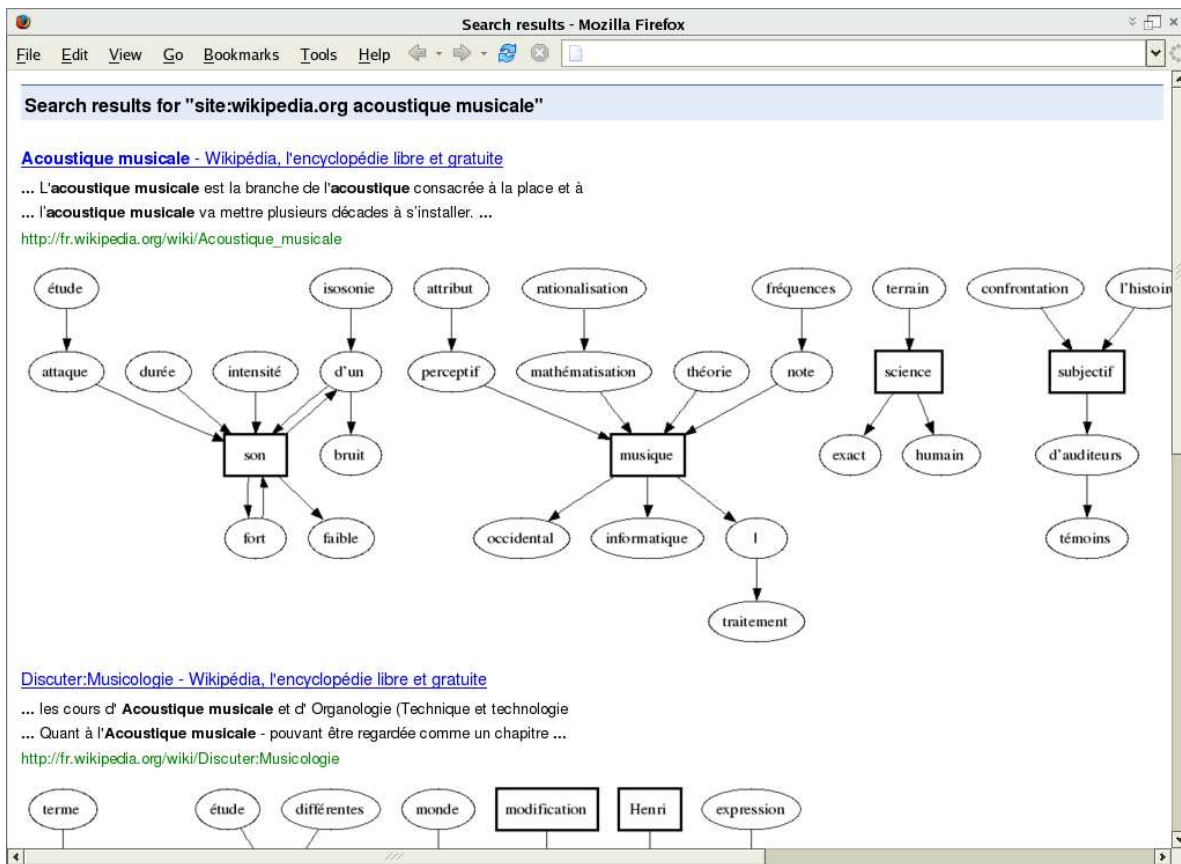 Search results - Mozilla Firefox
File Edit View Go Bookmarks Tools Help
Search results for "site:wikipedia.org acoustique musicale"
Acoustique musicale - Wikipédia, l'encyclopédie libre et gratuite
... L'acoustique musicale est la branche de l'acoustique consacrée à la place et à
... l'acoustique musicale va mettre plusieurs décades à s'installer. ...
http://fr.wikipedia.org/wiki/Acoustique_musicale
étude isosonie attribut rationalisation fréquences terrain confrontation l'histoire
attaque durée intensité d'un perceptif mathématisation théorie note science subjectif
son bruit musique exact humain d'auditeurs
fort faible occidental informatique l témoins
traitement
Discuter:Musicologie - Wikipédia, l'encyclopédie libre et gratuite
... les cours d' Acoustique musicale et d' Organologie (Technique et technologie
... Quant à l'Acoustique musicale - pouvant être regardée comme un chapitre ...
http://fr.wikipedia.org/wiki/Discuter:Musicologie
terme étude différentes monde modification Henri expression